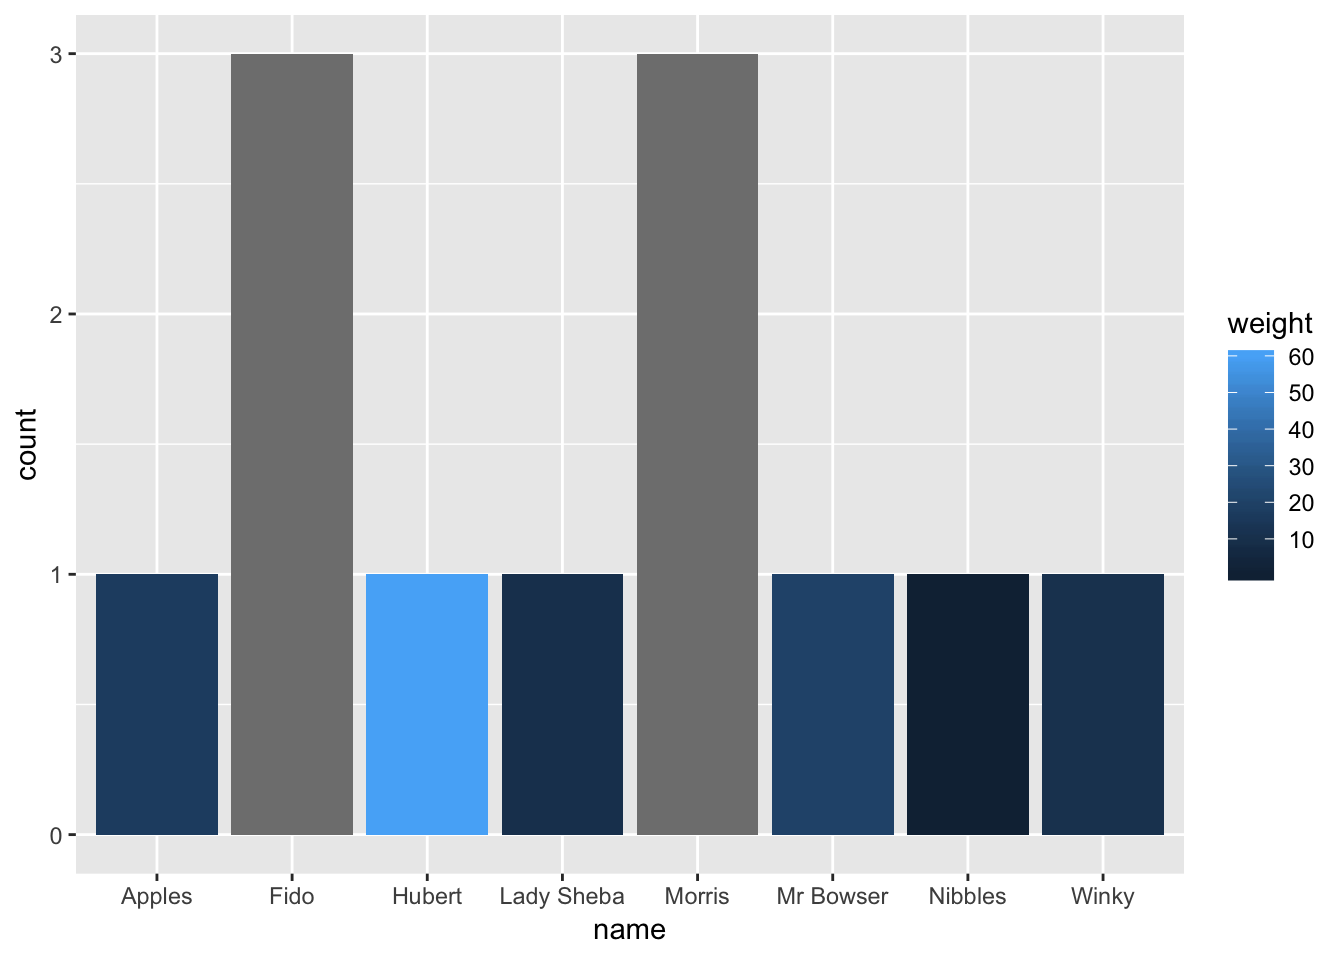 3
2
1
0
count
Apples
Fido
Hubert
Lady Sheba
Morris
Mr Bowser
Nibbles
Winky
name
weight
60
50
40
30
20
10